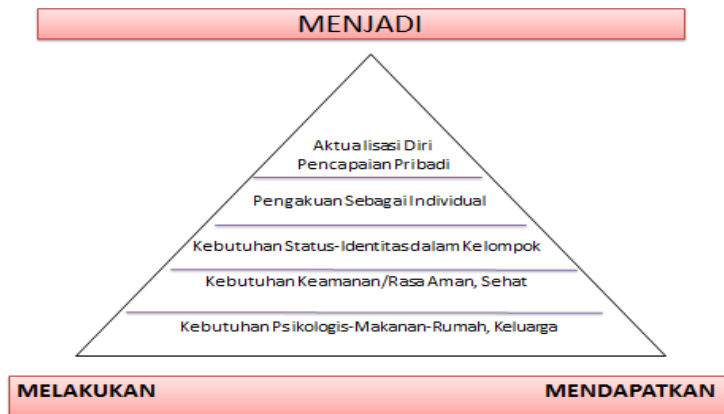 MENJADI
Aktualisasi Diri
Pencapaian Pribadi
Pengakuan Sebagai Individual
Kebutuhan Status-Identitas dalam Kelompok
Kebutuhan Keamanan/Rasa Aman, Sehat
Kebutuhan Psikologis-Makanan-Rumah, Keluarga
MELAKUKAN MENDAPATKAN